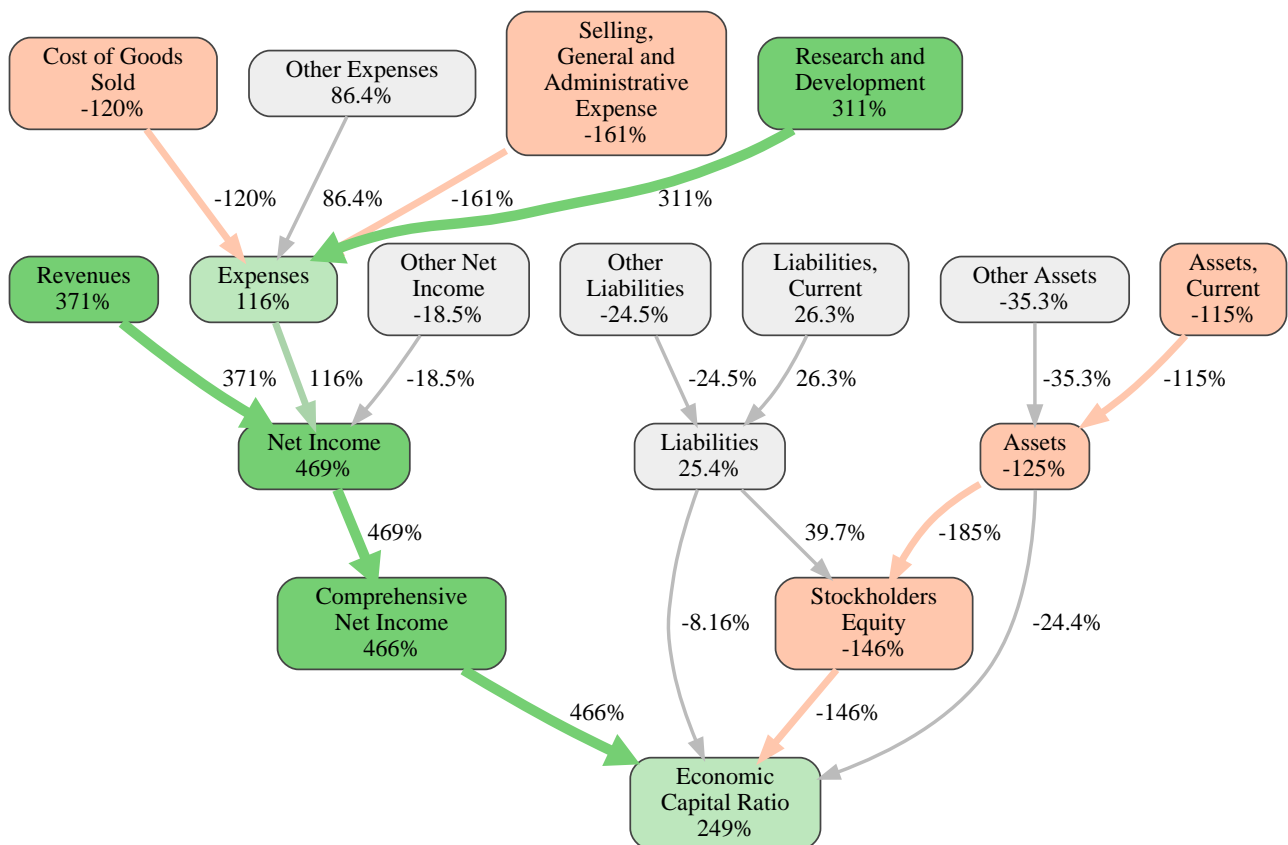 Cost of Goods
Sold
-120%
Other Expenses
86.4%
Selling,
General and
Administrative
Expense
-161%
Research and
Development
311%
-120%
86.4%
-161%
311%
Revenues
371%
Expenses
116%
Other Net
Income
-18.5%
Other
Liabilities
-24.5%
Liabilities,
Current
26.3%
Other Assets
-35.3%
Assets,
Current
-115%
371%
116%
-18.5%
-24.5%
26.3%
-35.3%
-115%
Net Income
469%
Liabilities
25.4%
Assets
-125%
469%
39.7%
-185%
Comprehensive
Net Income
466%
-8.16%
Stockholders
Equity
-146%
-24.4%
466%
-146%
Economic
Capital Ratio
249%